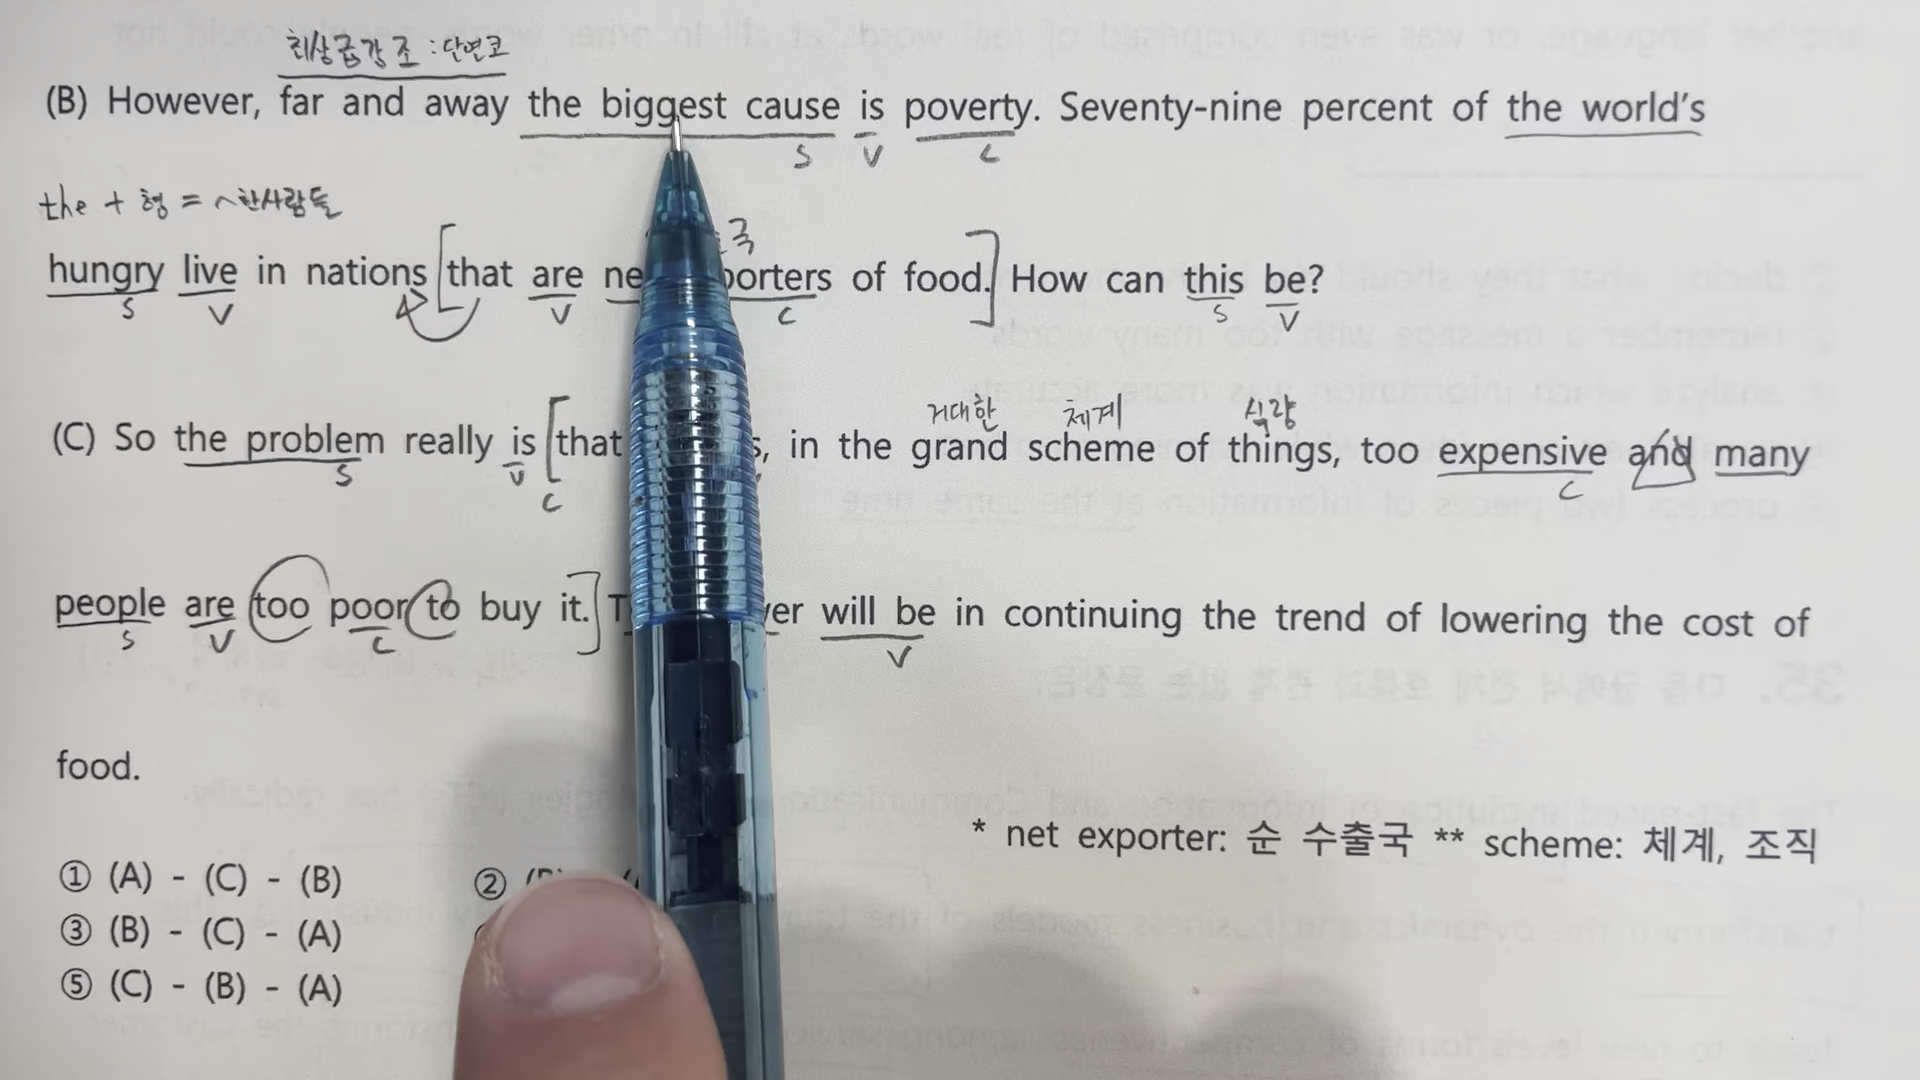 최상급강조 : 단연코
(B) However, far and away the biggest cause is poverty. Seventy-nine percent of the world's
S V C
the + 형 = ~한사람들
국
hungry live in nations that are ne porters of food. How can this be?
S V V C S V
거대한 체계 식량
(C) So the problem really is that in the grand scheme of things, too expensive and many
S V C C
people are too poor to buy it. T er will be in continuing the trend of lowering the cost of
S V C V
food.
* net exporter: 순 수출국 ** scheme: 체계, 조직
① (A) - (C) - (B) ②
③ (B) - (C) - (A)
⑤ (C) - (B) - (A)